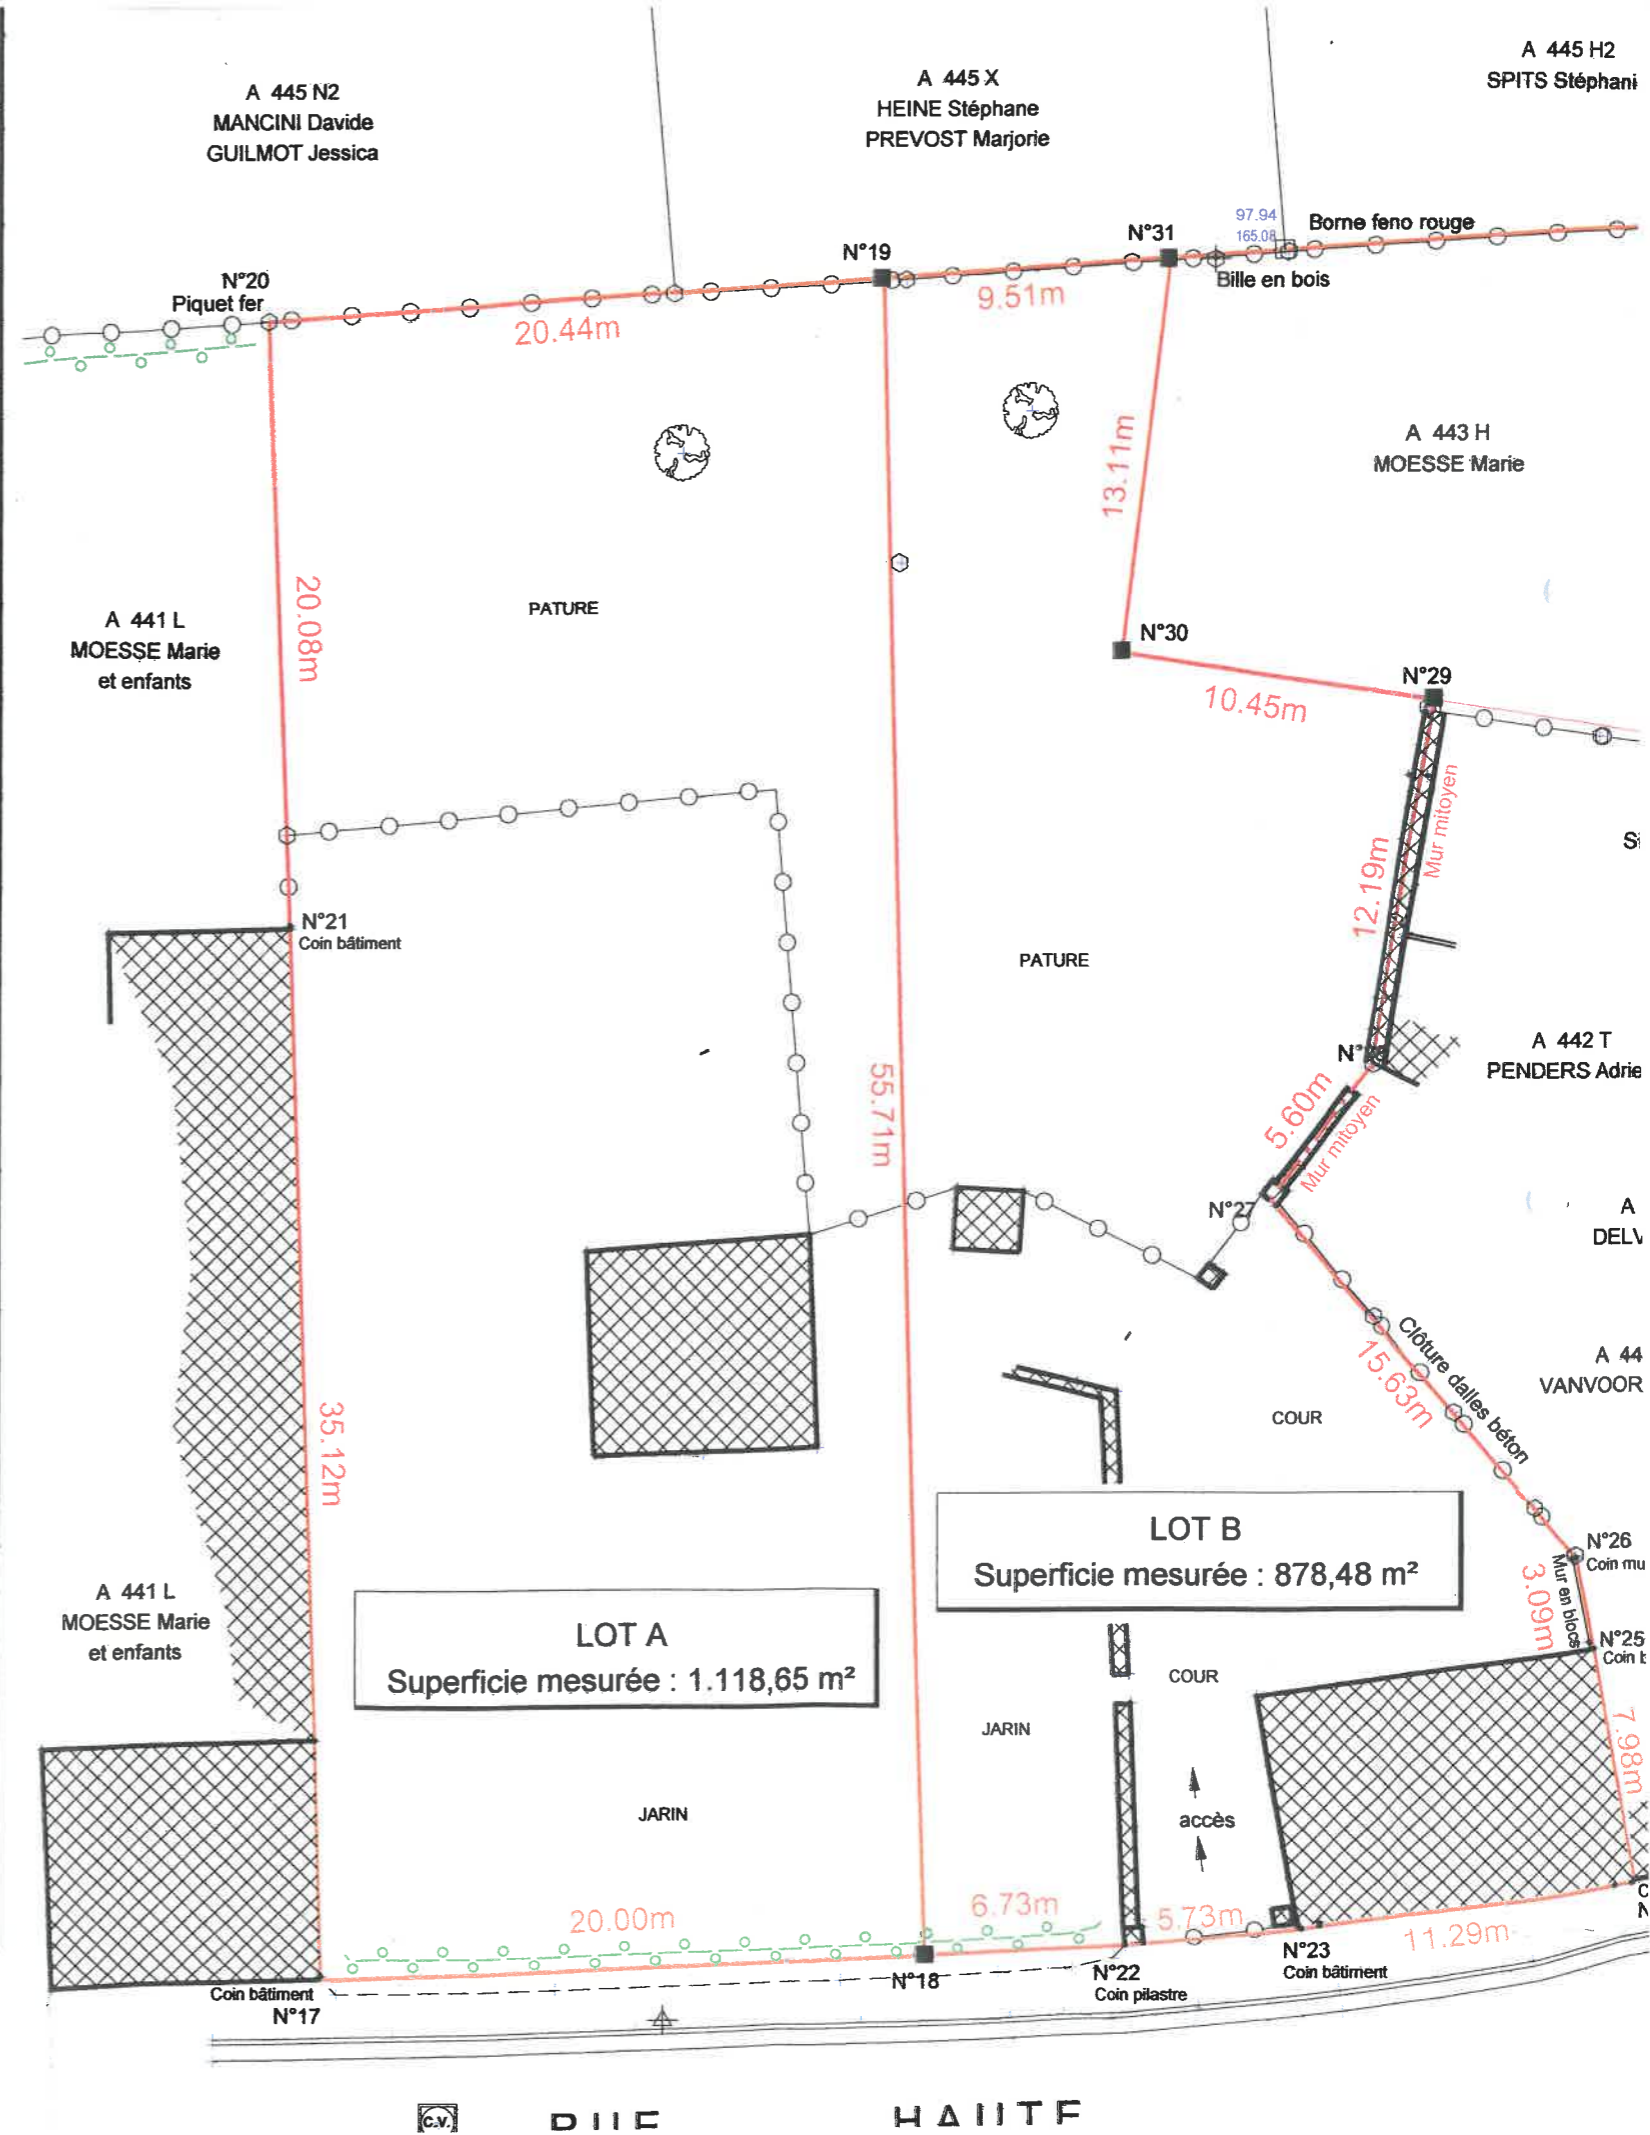 A 445 N2
MANCINI Davide
GUILMOT Jessica
A 445 X
HEINE Stéphane
PREVOST Marjorie
A 445 H2
SPITS Stéphani
N°20
Piquet fer
20.44m
N°19
9.51m
N°31
97.94
165.08
Borne feno rouge
Bille en bois
A 443 H
MOESSE Marie
13.11m
A 441 L
MOESSE Marie
et enfants
20.08m
PATURE
N°30
10.45m
N°29
Mur mitoyen
12.19m
N°21
Coin bâtiment
PATURE
N°
A 442 T
PENDERS Adrie
55.71m
5.60m
Mur mitoyen
N°27
A
DELV
Clôture dalles béton
15.63m
A 44
VANVOOR
35.12m
COUR
LOT B
Superficie mesurée : 878,48 m²
N°26
Coin mu
Mur en blocs
3.09m
N°25
Coin b
A 441 L
MOESSE Marie
et enfants
LOT A
Superficie mesurée : 1.118,65 m²
COUR
JARIN
7.98m
JARIN
accès
20.00m
6.73m
5.73m
11.29m
Coin bâtiment
N°17
N°18
N°22
Coin pilastre
N°23
Coin bâtiment
C.V.
RUE HAUTE